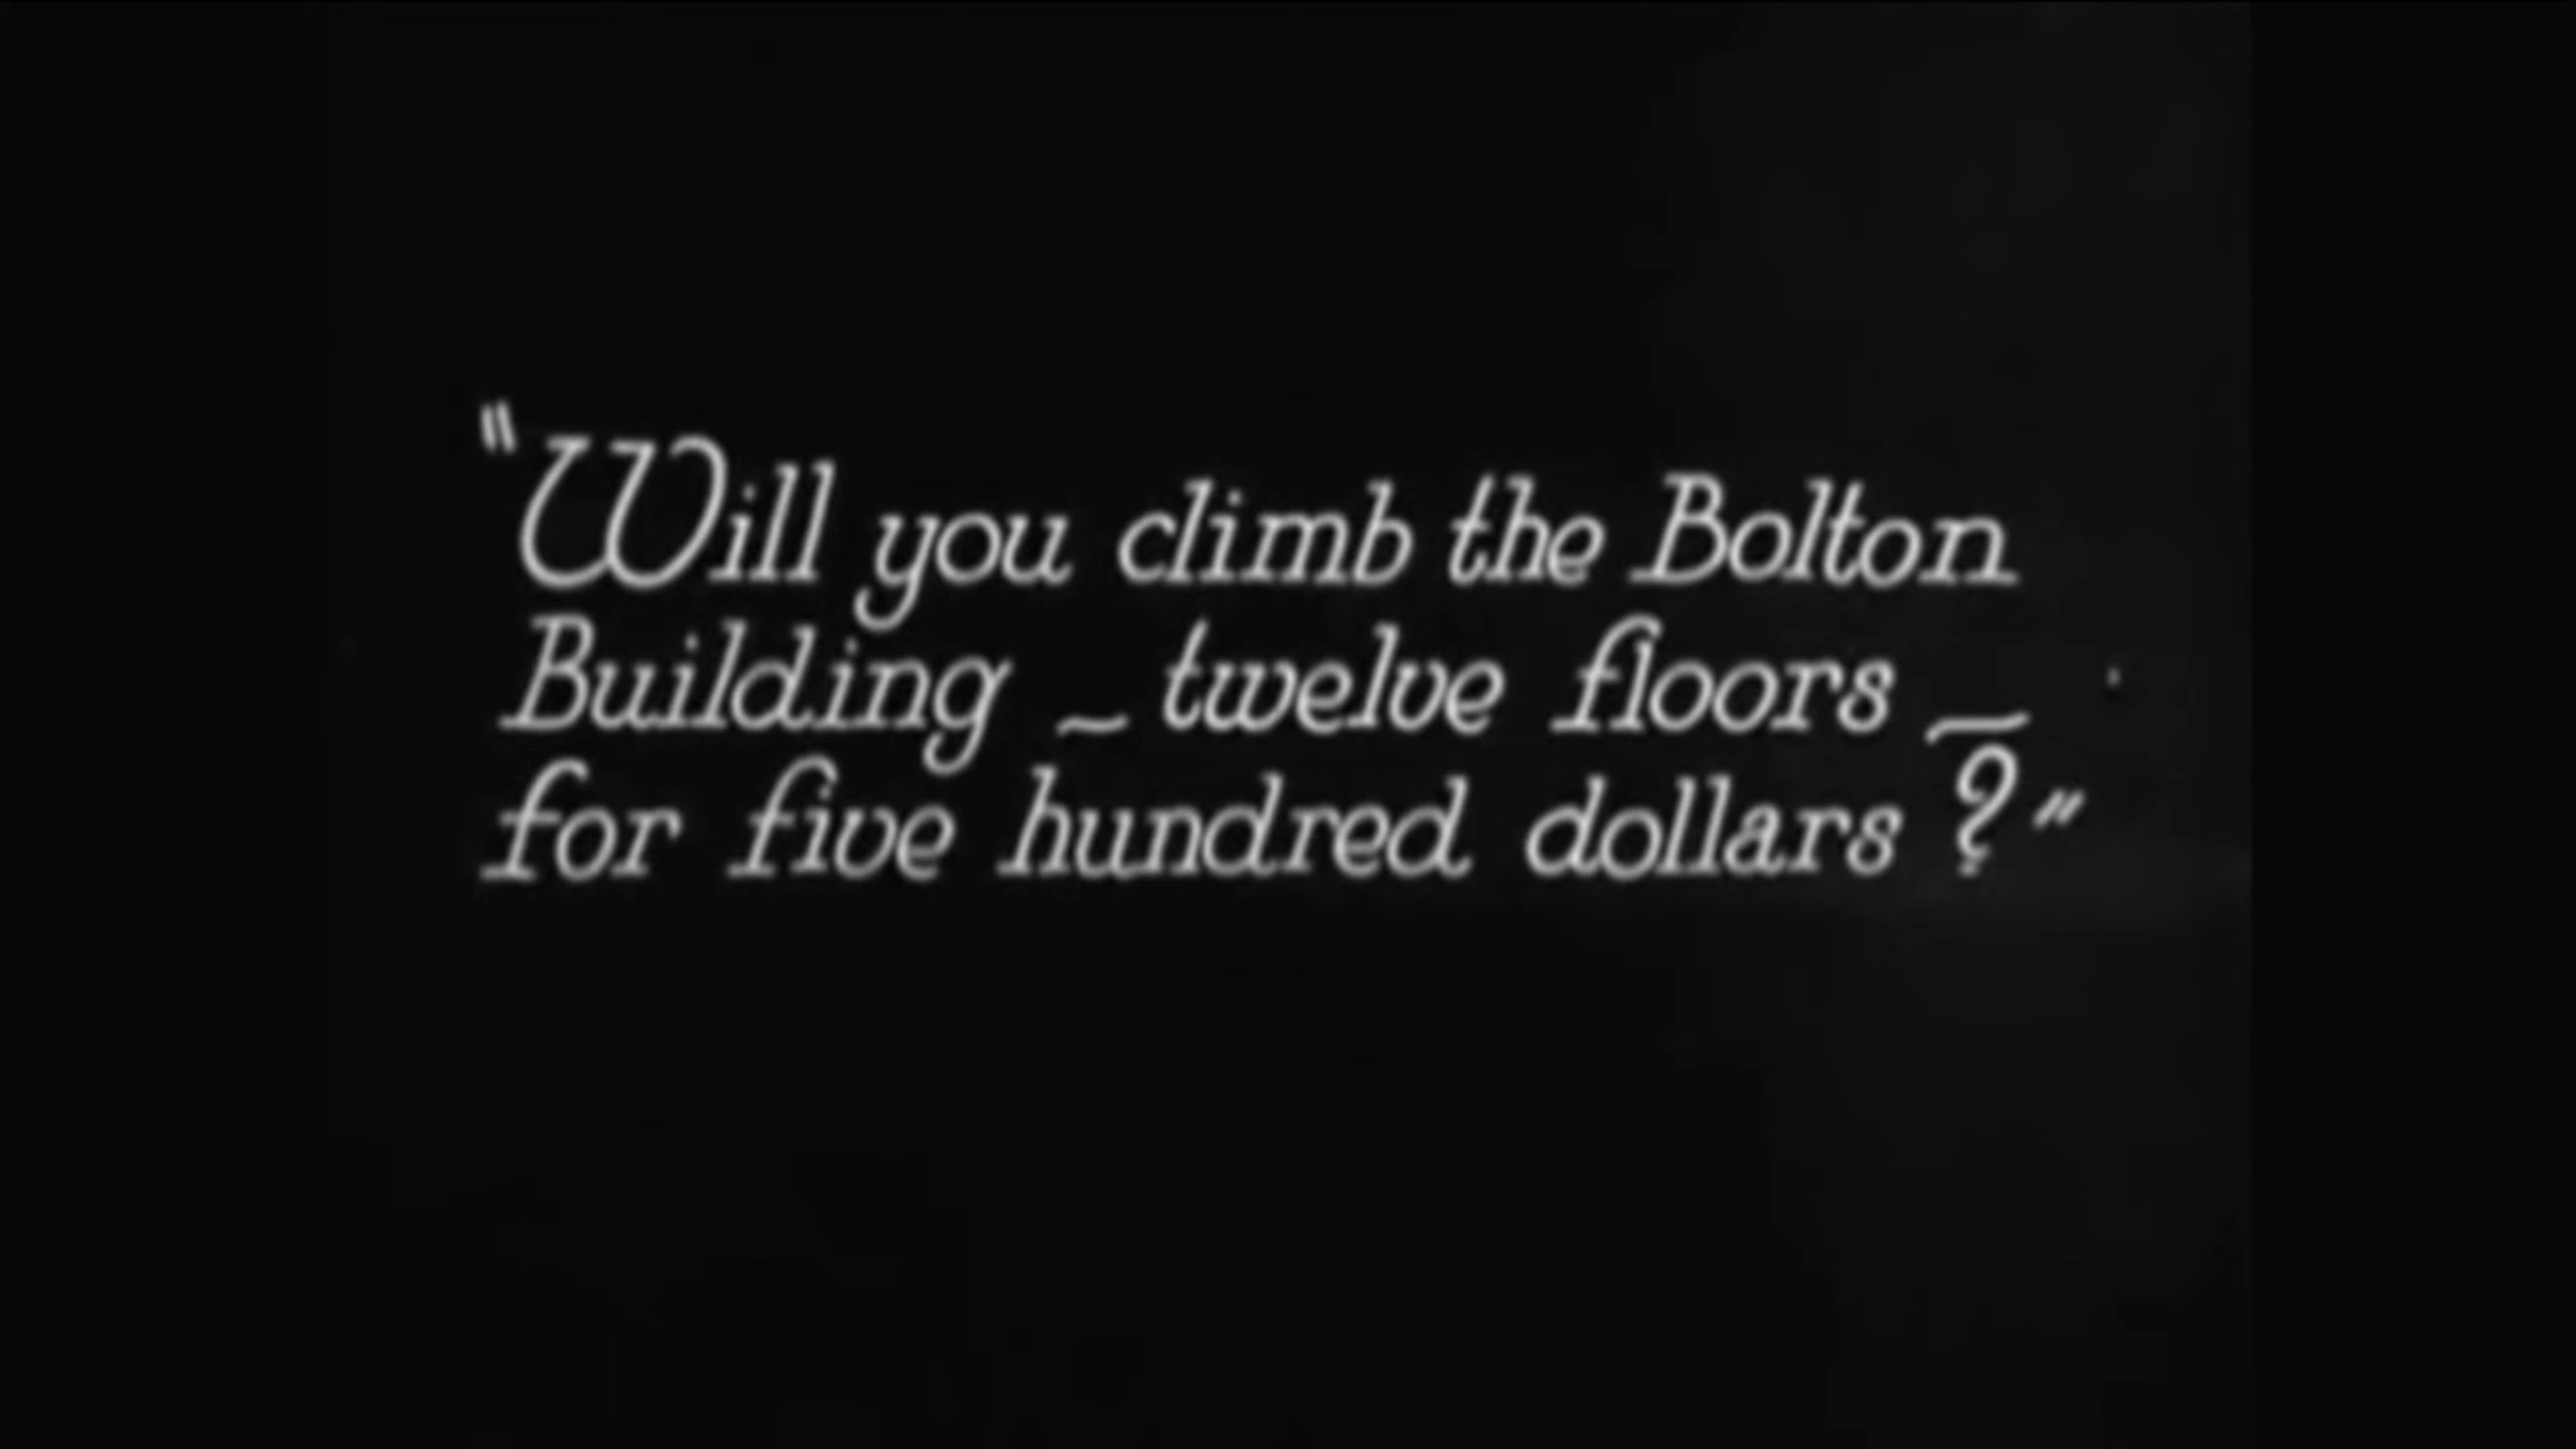 "Will you climb the Bolton
Building – twelve floors –
for five hundred dollars?"